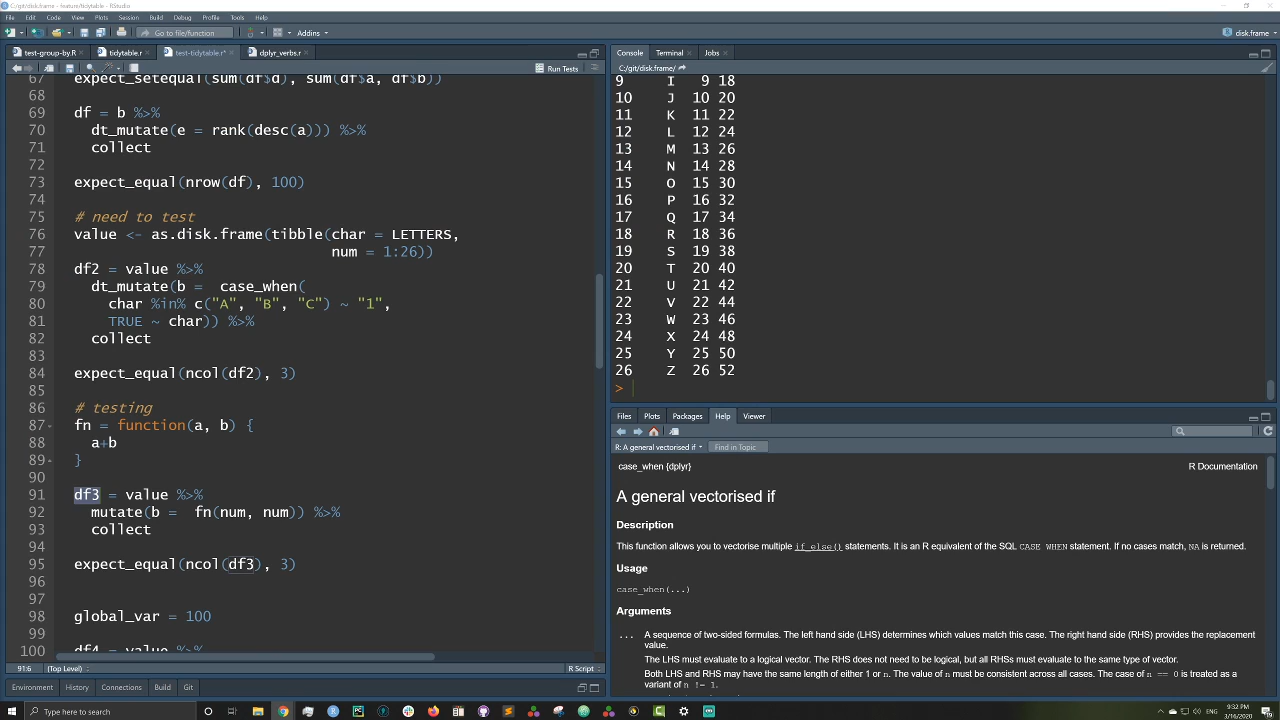 C:/git/disk.frame - feature/tidytable - RStudio
File Edit Code View Plots Session Build Debug Profile Tools Help
Go to file/function Addins disk.frame
test-group-by.R tidytable.r test-tidytable.r* dplyr_verbs.r
Run Tests
67 expect_setequal(sum(df$d), sum(df$a, df$b))
68
69 df = b %>%
70 dt_mutate(e = rank(desc(a))) %>%
71 collect
72
73 expect_equal(nrow(df), 100)
74
75 # need to test
76 value <- as.disk.frame(tibble(char = LETTERS,
77 num = 1:26))
78 df2 = value %>%
79 dt_mutate(b = case_when(
80 char %in% c("A", "B", "C") ~ "1",
81 TRUE ~ char)) %>%
82 collect
83
84 expect_equal(ncol(df2), 3)
85
86 # testing
87 fn = function(a, b) {
88 a+b
89 }
90
91 df3 = value %>%
92 mutate(b = fn(num, num)) %>%
93 collect
94
95 expect_equal(ncol(df3), 3)
96
97
98 global_var = 100
99
100 df4 = value %>%
91:6 (Top Level) R Script
Environment History Connections Build Git
Console Terminal Jobs
C:/git/disk.frame/
9 I 9 18
10 J 10 20
11 K 11 22
12 L 12 24
13 M 13 26
14 N 14 28
15 O 15 30
16 P 16 32
17 Q 17 34
18 R 18 36
19 S 19 38
20 T 20 40
21 U 21 42
22 V 22 44
23 W 23 46
24 X 24 48
25 Y 25 50
26 Z 26 52
>
Files Plots Packages Help Viewer
R: A general vectorised if Find in Topic
case_when {dplyr} R Documentation
A general vectorised if
Description
This function allows you to vectorise multiple if_else() statements. It is an R equivalent of the SQL CASE WHEN statement. If no cases match, NA is returned.
Usage
case_when(...)
Arguments
... A sequence of two-sided formulas. The left hand side (LHS) determines which values match this case. The right hand side (RHS) provides the replacement
value.
The LHS must evaluate to a logical vector. The RHS does not need to be logical, but all RHSs must evaluate to the same type of vector.
Both LHS and RHS may have the same length of either 1 or n. The value of n must be consistent across all cases. The case of n == 0 is treated as a
variant of n != 1.
Type here to search
9:32 PM
3/16/2020